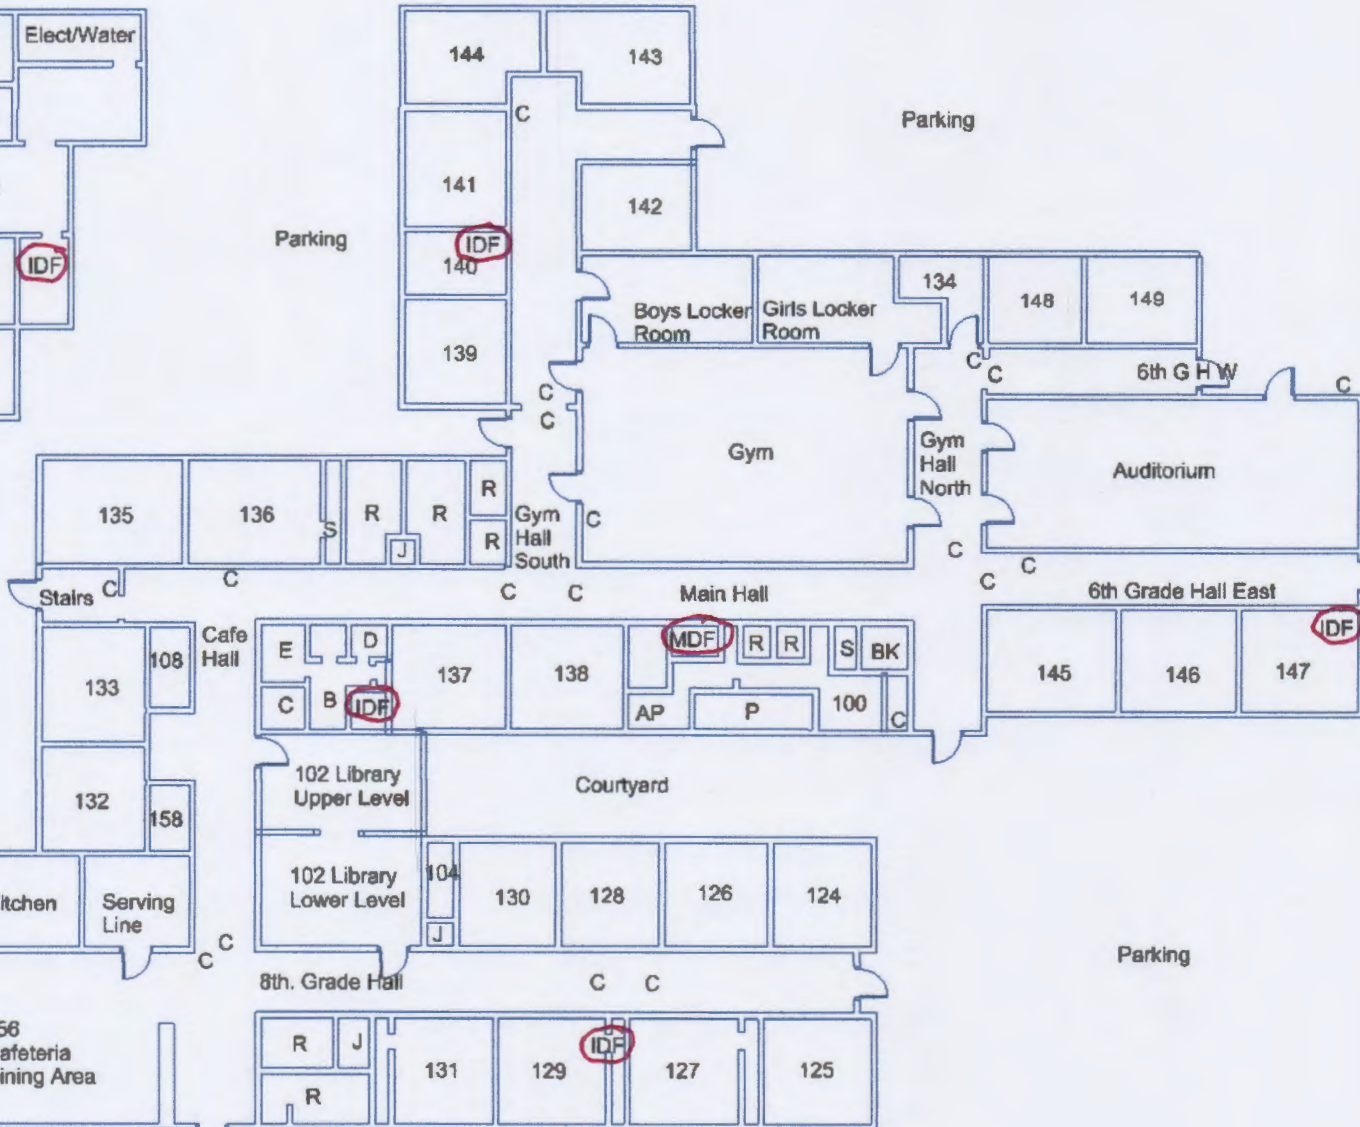 Elect/Water
144
143
C
Parking
141
142
Parking
IDF
IDF
140
134
148
149
Boys Locker
Room
Girls Locker
Room
139
C
C
6th G H W
C
C
C
Gym
Gym
Hall
North
Auditorium
135
136
S
R
J
R
R
R
Gym
Hall
South
C
C
C
C
Stairs
C
C
C
C
Main Hall
6th Grade Hall East
Cafe
Hall
108
133
E
D
C
B
IDF
137
138
MDF
R
R
S
BK
AP
P
100
C
145
146
147
IDF
102 Library
Upper Level
Courtyard
132
158
102 Library
Lower Level
104
J
130
128
126
124
itchen
Serving
Line
C
C
Parking
8th. Grade Hall
C
C
56
afeteria
ining Area
R
J
R
131
129
IDF
127
125